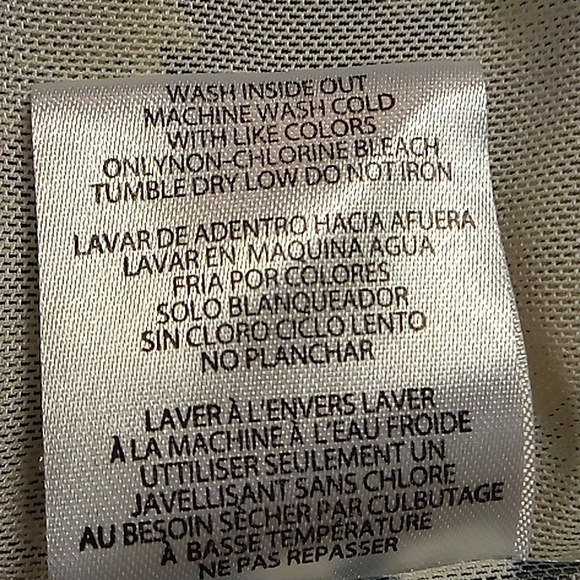 WASH INSIDE OUT
MACHINE WASH COLD
WITH LIKE COLORS
ONLYNON-CHLORINE BLEACH
TUMBLE DRY LOW DO NOT IRON
LAVAR DE ADENTRO HACIA AFUERA
LAVAR EN MAQUINA AGUA
FRIA POR COLORES
SOLO BLANQUEADOR
SIN CLORO CICLO LENTO
NO PLANCHAR
LAVER À L'ENVERS LAVER
À LA MACHINE À L'EAU FROIDE
UTTILISER SEULEMENT UN
JAVELLISANT SANS CHLORE
AU BESOIN SÈCHER PAR CULBUTAGE
À BASSE TEMPÉRATURE
NE PAS REPASSER